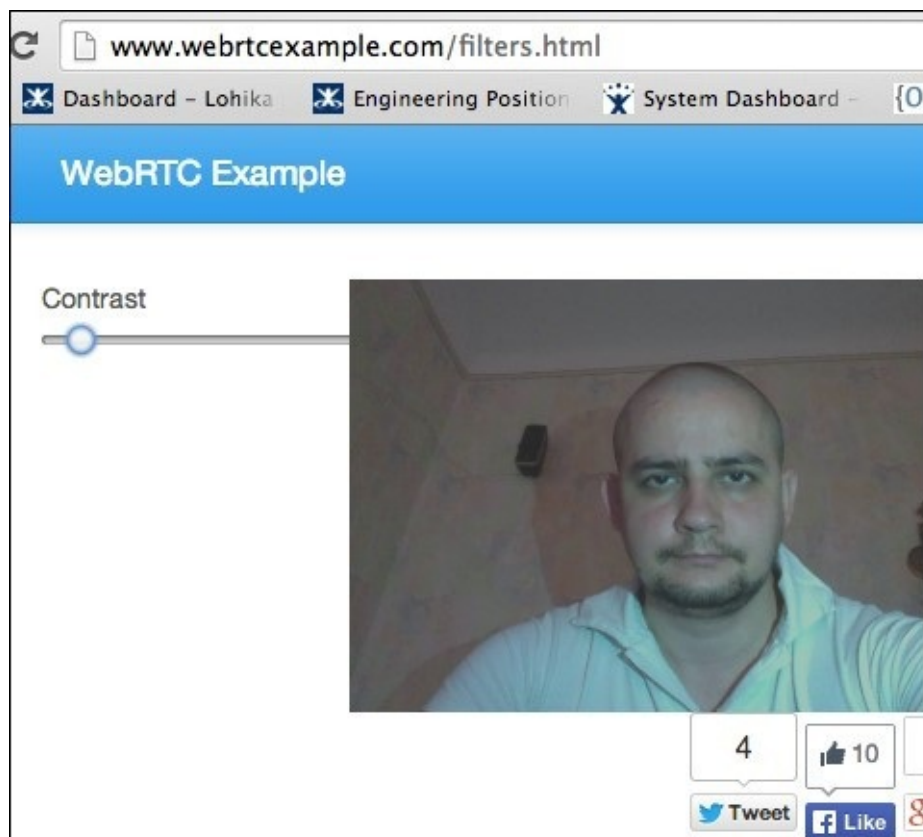 www.webrtcexample.com/filters.html
Dashboard – Lohika Engineering Position System Dashboard – {O
WebRTC Example
Contrast
4 10
Tweet Like